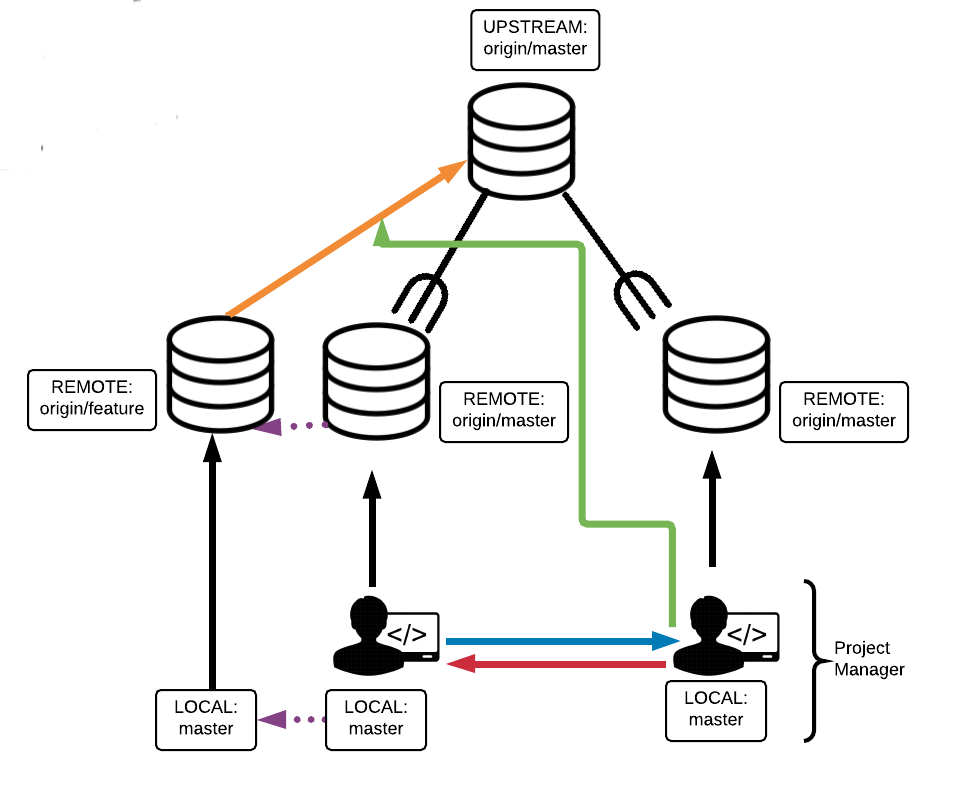 UPSTREAM:
origin/master
REMOTE:
origin/feature
REMOTE:
origin/master
REMOTE:
origin/master
</>
</>
Project
Manager
LOCAL:
master
LOCAL:
master
LOCAL:
master